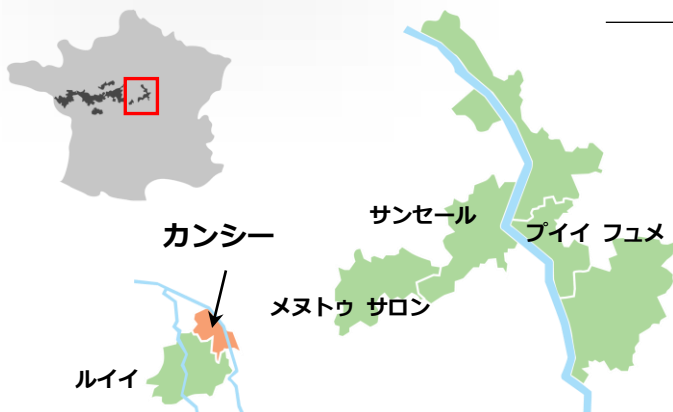 サンセール
プイイ フュメ
カンシー
メヌトゥ サロン
ルイイ